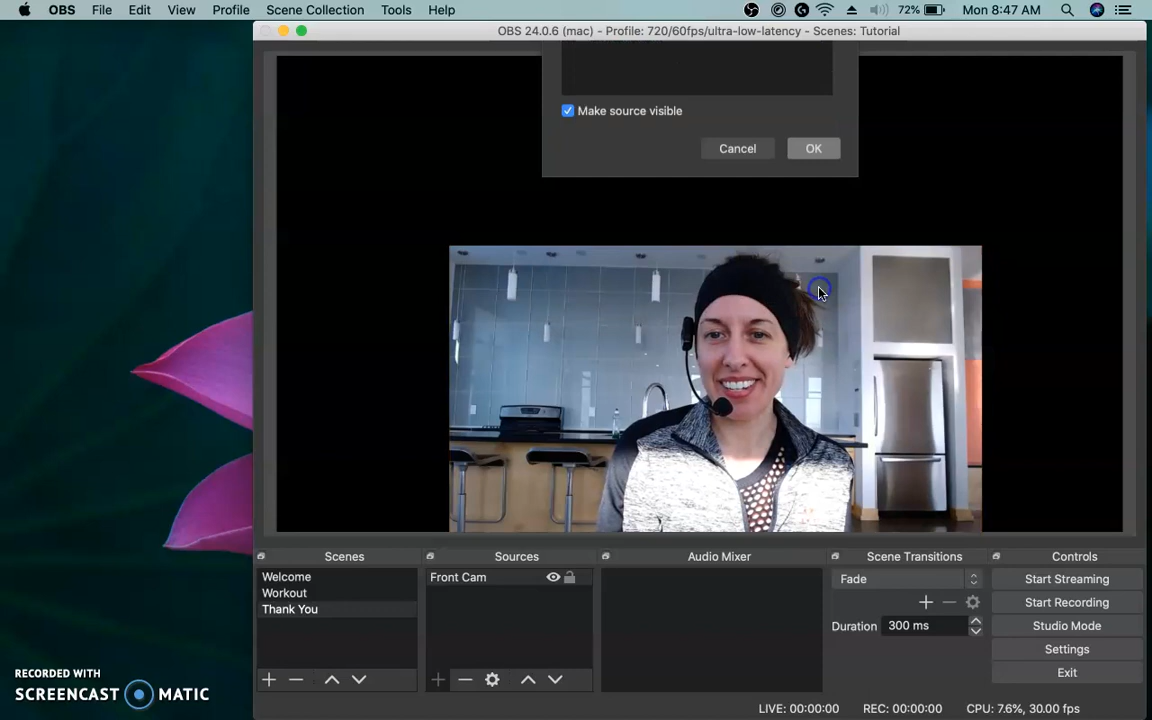 OBS File Edit View Profile Scene Collection Tools Help 72% Mon 8:47 AM
OBS 24.0.6 (mac) - Profile: 720/60fps/ultra-low-latency - Scenes: Tutorial
Make source visible
Cancel OK
Scenes Sources Audio Mixer Scene Transitions Controls
Welcome
Workout
Thank You
Front Cam
Fade
Duration 300 ms
Start Streaming
Start Recording
Studio Mode
Settings
Exit
LIVE: 00:00:00 REC: 00:00:00 CPU: 7.6%, 30.00 fps
RECORDED WITH
SCREENCAST MATIC